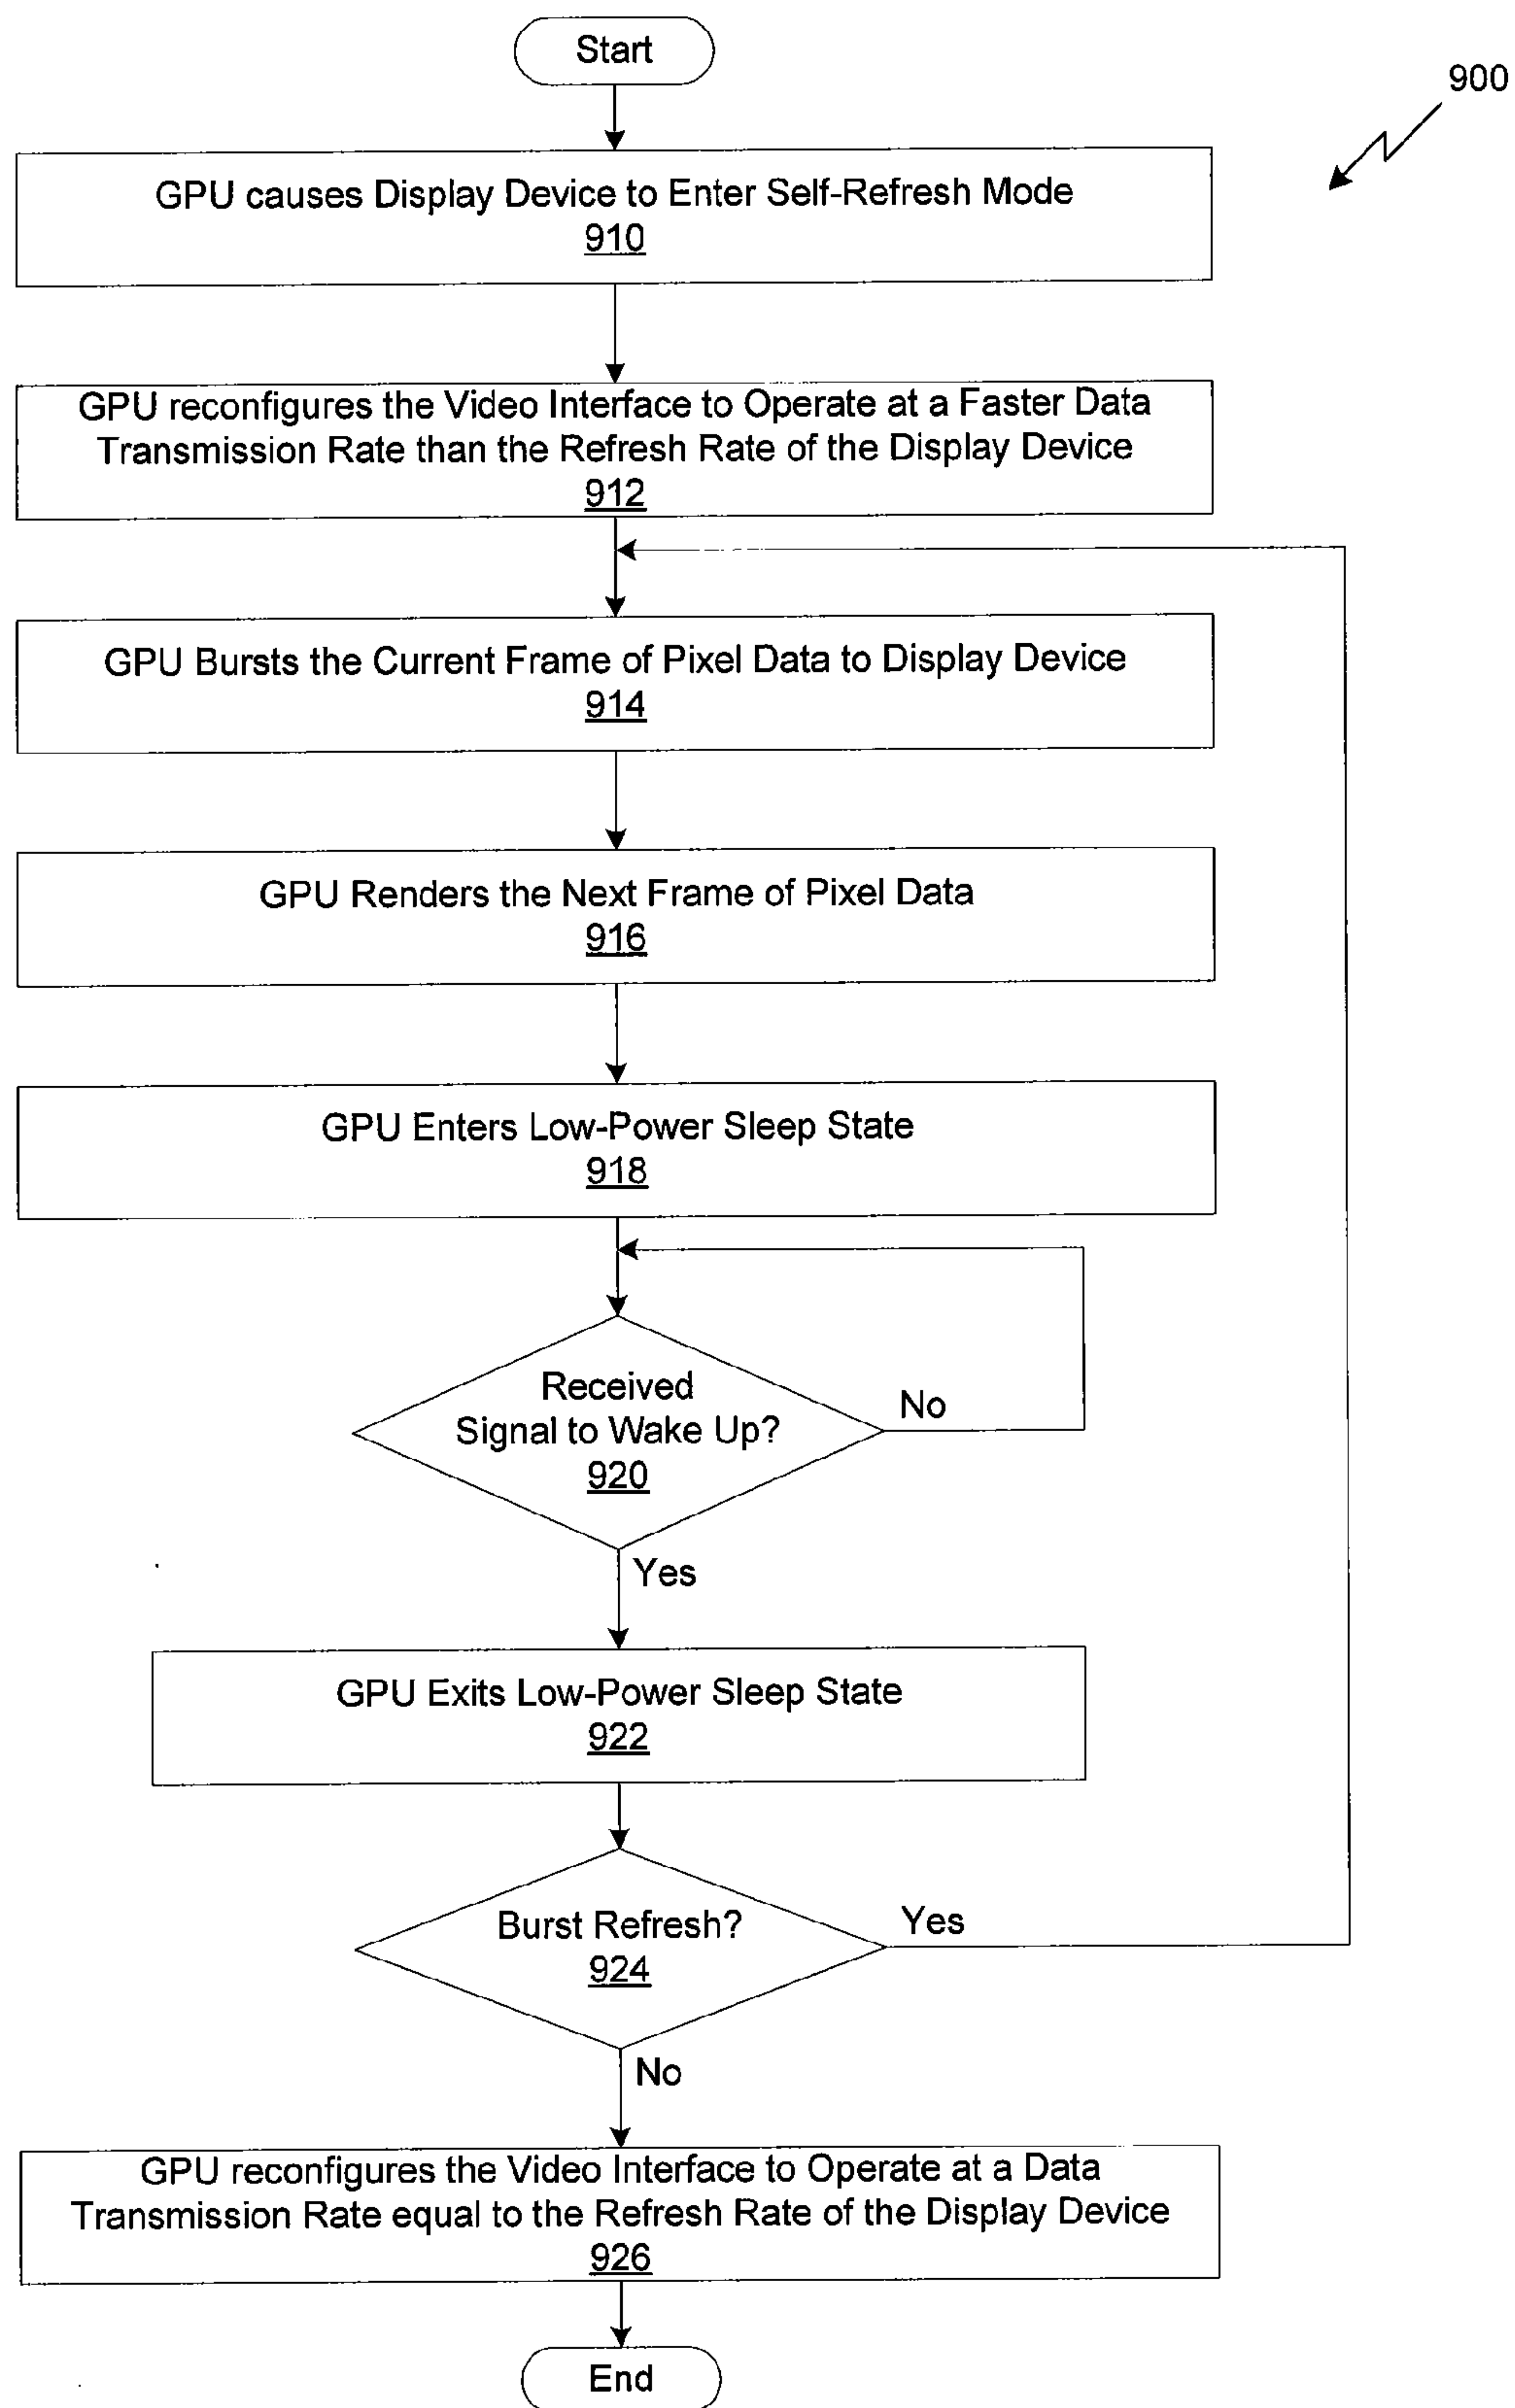 Start
900
GPU causes Display Device to Enter Self-Refresh Mode
910
GPU reconfigures the Video Interface to Operate at a Faster Data
Transmission Rate than the Refresh Rate of the Display Device
912
GPU Bursts the Current Frame of Pixel Data to Display Device
914
GPU Renders the Next Frame of Pixel Data
916
GPU Enters Low-Power Sleep State
918
Received
Signal to Wake Up?
920
No
Yes
GPU Exits Low-Power Sleep State
922
Burst Refresh?
924
Yes
No
GPU reconfigures the Video Interface to Operate at a Data
Transmission Rate equal to the Refresh Rate of the Display Device
926
End